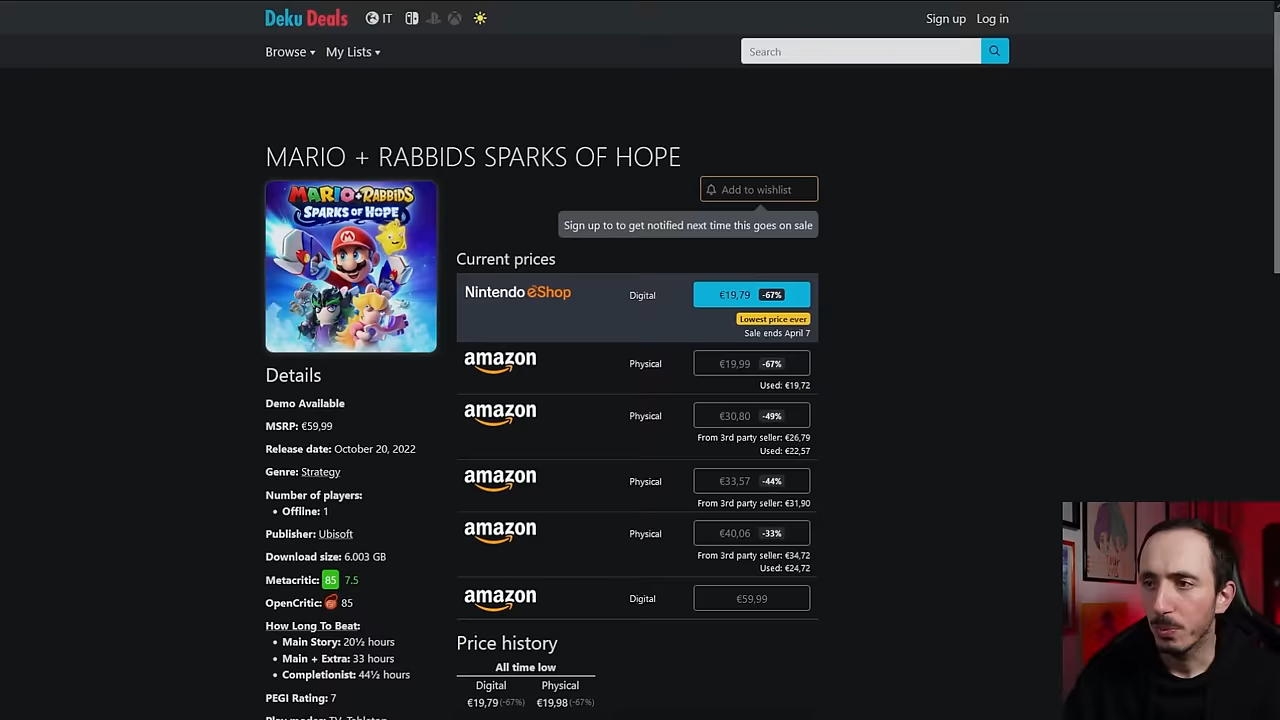 Deku Deals IT
Sign up Log in
Browse My Lists
Search
MARIO + RABBIDS SPARKS OF HOPE
MARIO+RABBIDS
SPARKS OF HOPE
Add to wishlist
Sign up to to get notified next time this goes on sale
Current prices
Nintendo eShop Digital €19,79 -67%
Lowest price ever
Sale ends April 7
amazon Physical €19,99 -67%
Used: €19,72
amazon Physical €30,80 -49%
From 3rd party seller: €26,79
Used: €22,57
amazon Physical €33,57 -44%
From 3rd party seller: €31,90
amazon Physical €40,06 -33%
From 3rd party seller: €34,72
Used: €24,72
amazon Digital €59,99
Details
Demo Available
MSRP: €59,99
Release date: October 20, 2022
Genre: Strategy
Number of players:
• Offline: 1
Publisher: Ubisoft
Download size: 6.003 GB
Metacritic: 85 7.5
OpenCritic: 85
How Long To Beat:
• Main Story: 20½ hours
• Main + Extra: 33 hours
• Completionist: 44½ hours
PEGI Rating: 7
Play modes: TV, Tabletop
Price history
All time low
Digital Physical
€19,79 (-67%) €19,98 (-67%)